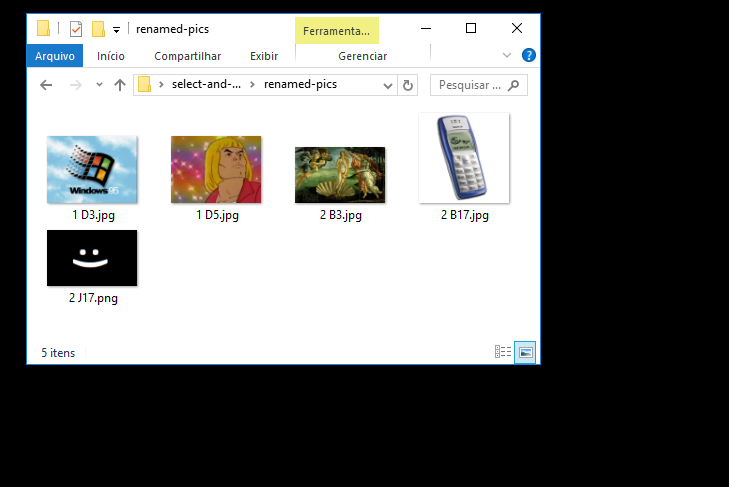 renamed-pics
Ferramenta...
Arquivo Início Compartilhar Exibir Gerenciar
select-and-... renamed-pics
Pesquisar ...
Windows 95
NOKIA
1 D3.jpg 1 D5.jpg 2 B3.jpg 2 B17.jpg
2 J17.png
5 itens